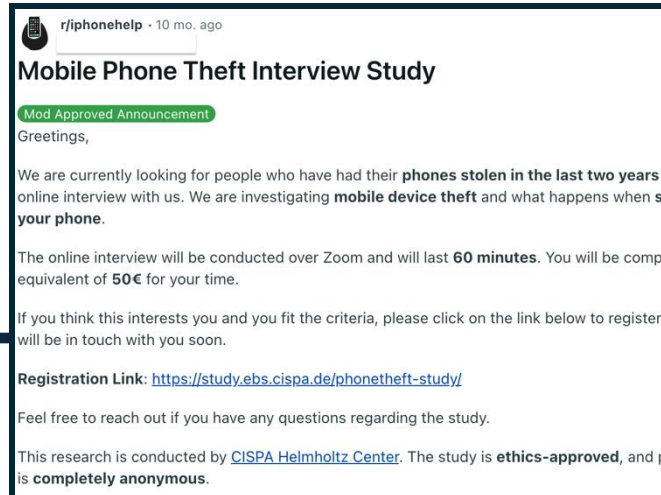 r/iphonehelp · 10 mo. ago
Mobile Phone Theft Interview Study
Mod Approved Announcement
Greetings,
We are currently looking for people who have had their phones stolen in the last two years
online interview with us. We are investigating mobile device theft and what happens when
your phone.
The online interview will be conducted over Zoom and will last 60 minutes. You will be
equivalent of 50€ for your time.
If you think this interests you and you fit the criteria, please click on the link below to register
will be in touch with you soon.
Registration Link: https://study.ebs.cispa.de/phonetheft-study/
Feel free to reach out if you have any questions regarding the study.
This research is conducted by CISPA Helmholtz Center. The study is ethics-approved, and
is completely anonymous.